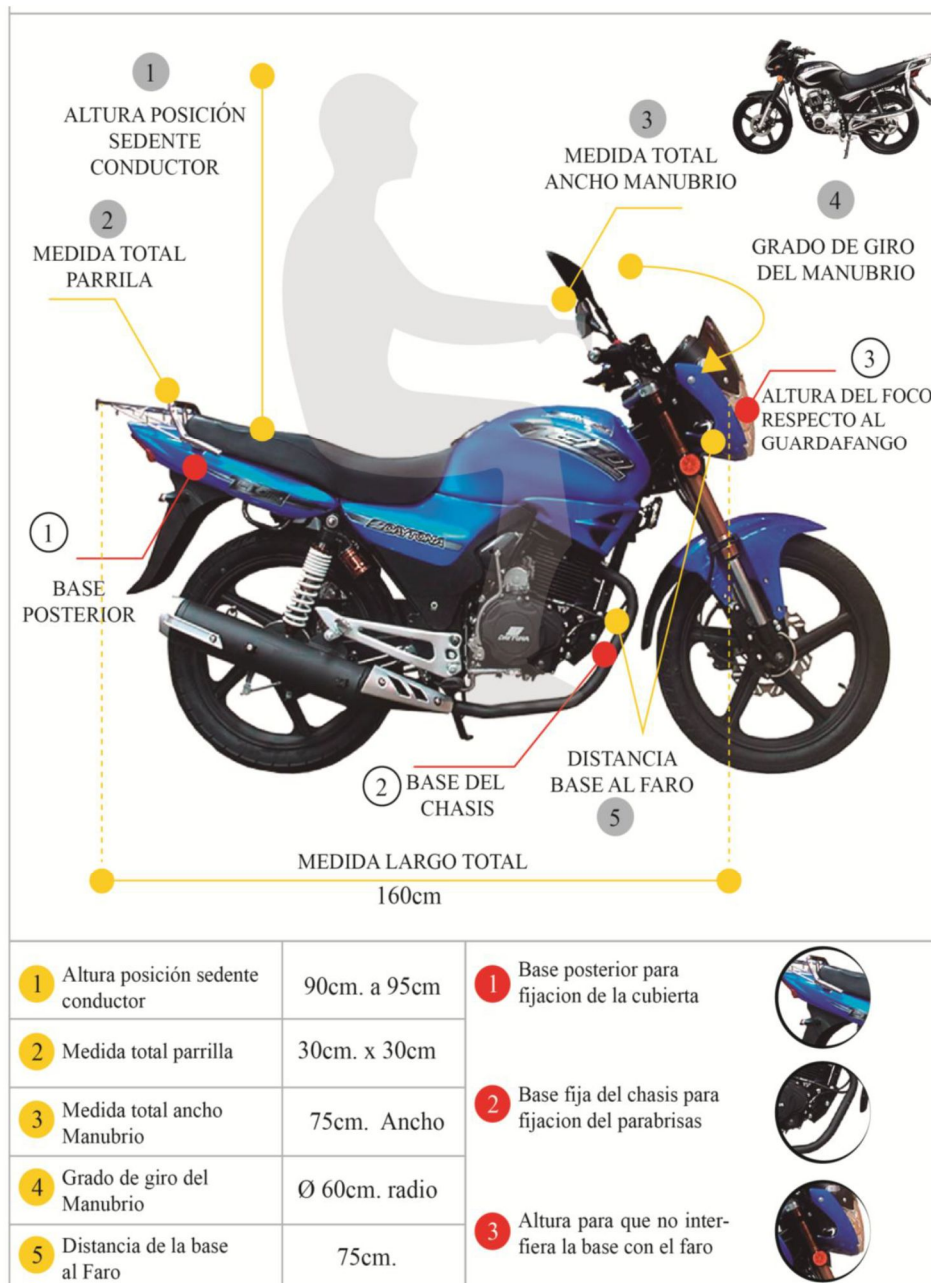 1
ALTURA POSICIÓN
SEDENTE
CONDUCTOR
2
MEDIDA TOTAL
PARRILA
3
MEDIDA TOTAL
ANCHO MANUBRIO
4
GRADO DE GIRO
DEL MANUBRIO
3
ALTURA DEL FOCO
RESPECTO AL
GUARDAFANGO
1
BASE
POSTERIOR
DAYTONA
2
BASE DEL
CHASIS
DISTANCIA
BASE AL FARO
5
MEDIDA LARGO TOTAL
160cm
1 Altura posición sedente
conductor
90cm. a 95cm
2 Medida total parrilla
30cm. x 30cm
3 Medida total ancho
Manubrio
75cm. Ancho
4 Grado de giro del
Manubrio
Ø 60cm. radio
5 Distancia de la base
al Faro
75cm.
1 Base posterior para
fijacion de la cubierta
2 Base fija del chasis para
fijacion del parabrisas
3 Altura para que no inter-
fiera la base con el faro